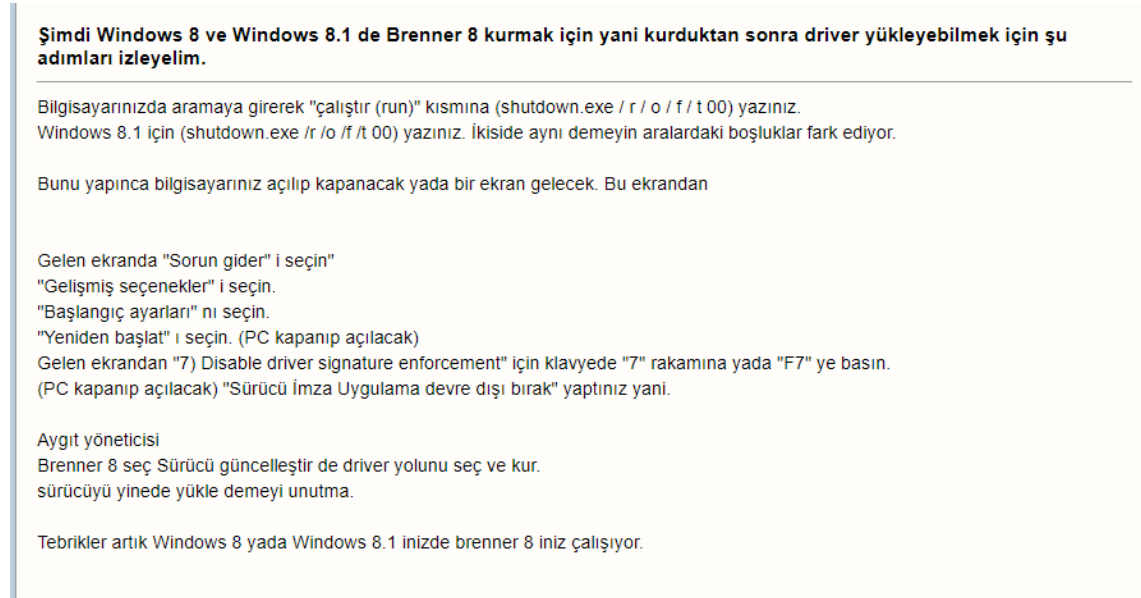 Şimdi Windows 8 ve Windows 8.1 de Brenner 8 kurmak için yani kurduktan sonra driver yükleyebilmek için şu
adımları izleyelim.
Bilgisayarınızda aramaya girerek "çalıştır (run)" kısmına (shutdown.exe / r / o / f / t 00) yazınız.
Windows 8.1 için (shutdown.exe /r /o /f /t 00) yazınız. İkiside aynı demeyin aralardaki boşluklar fark ediyor.
Bunu yapınca bilgisayarınız açılıp kapanacak yada bir ekran gelecek. Bu ekrandan
Gelen ekranda "Sorun gider" i seçin"
"Gelişmiş seçenekler" i seçin.
"Başlangıç ayarları" nı seçin.
"Yeniden başlat" ı seçin. (PC kapanıp açılacak)
Gelen ekrandan "7) Disable driver signature enforcement" için klavyede "7" rakamına yada "F7" ye basın.
(PC kapanıp açılacak) "Sürücü İmza Uygulama devre dışı bırak" yaptınız yani.
Aygıt yöneticisi
Brenner 8 seç Sürücü güncelleştir de driver yolunu seç ve kur.
sürücüyü yinede yükle demeyi unutma.
Tebrikler artık Windows 8 yada Windows 8.1 inizde brenner 8 iniz çalışıyor.